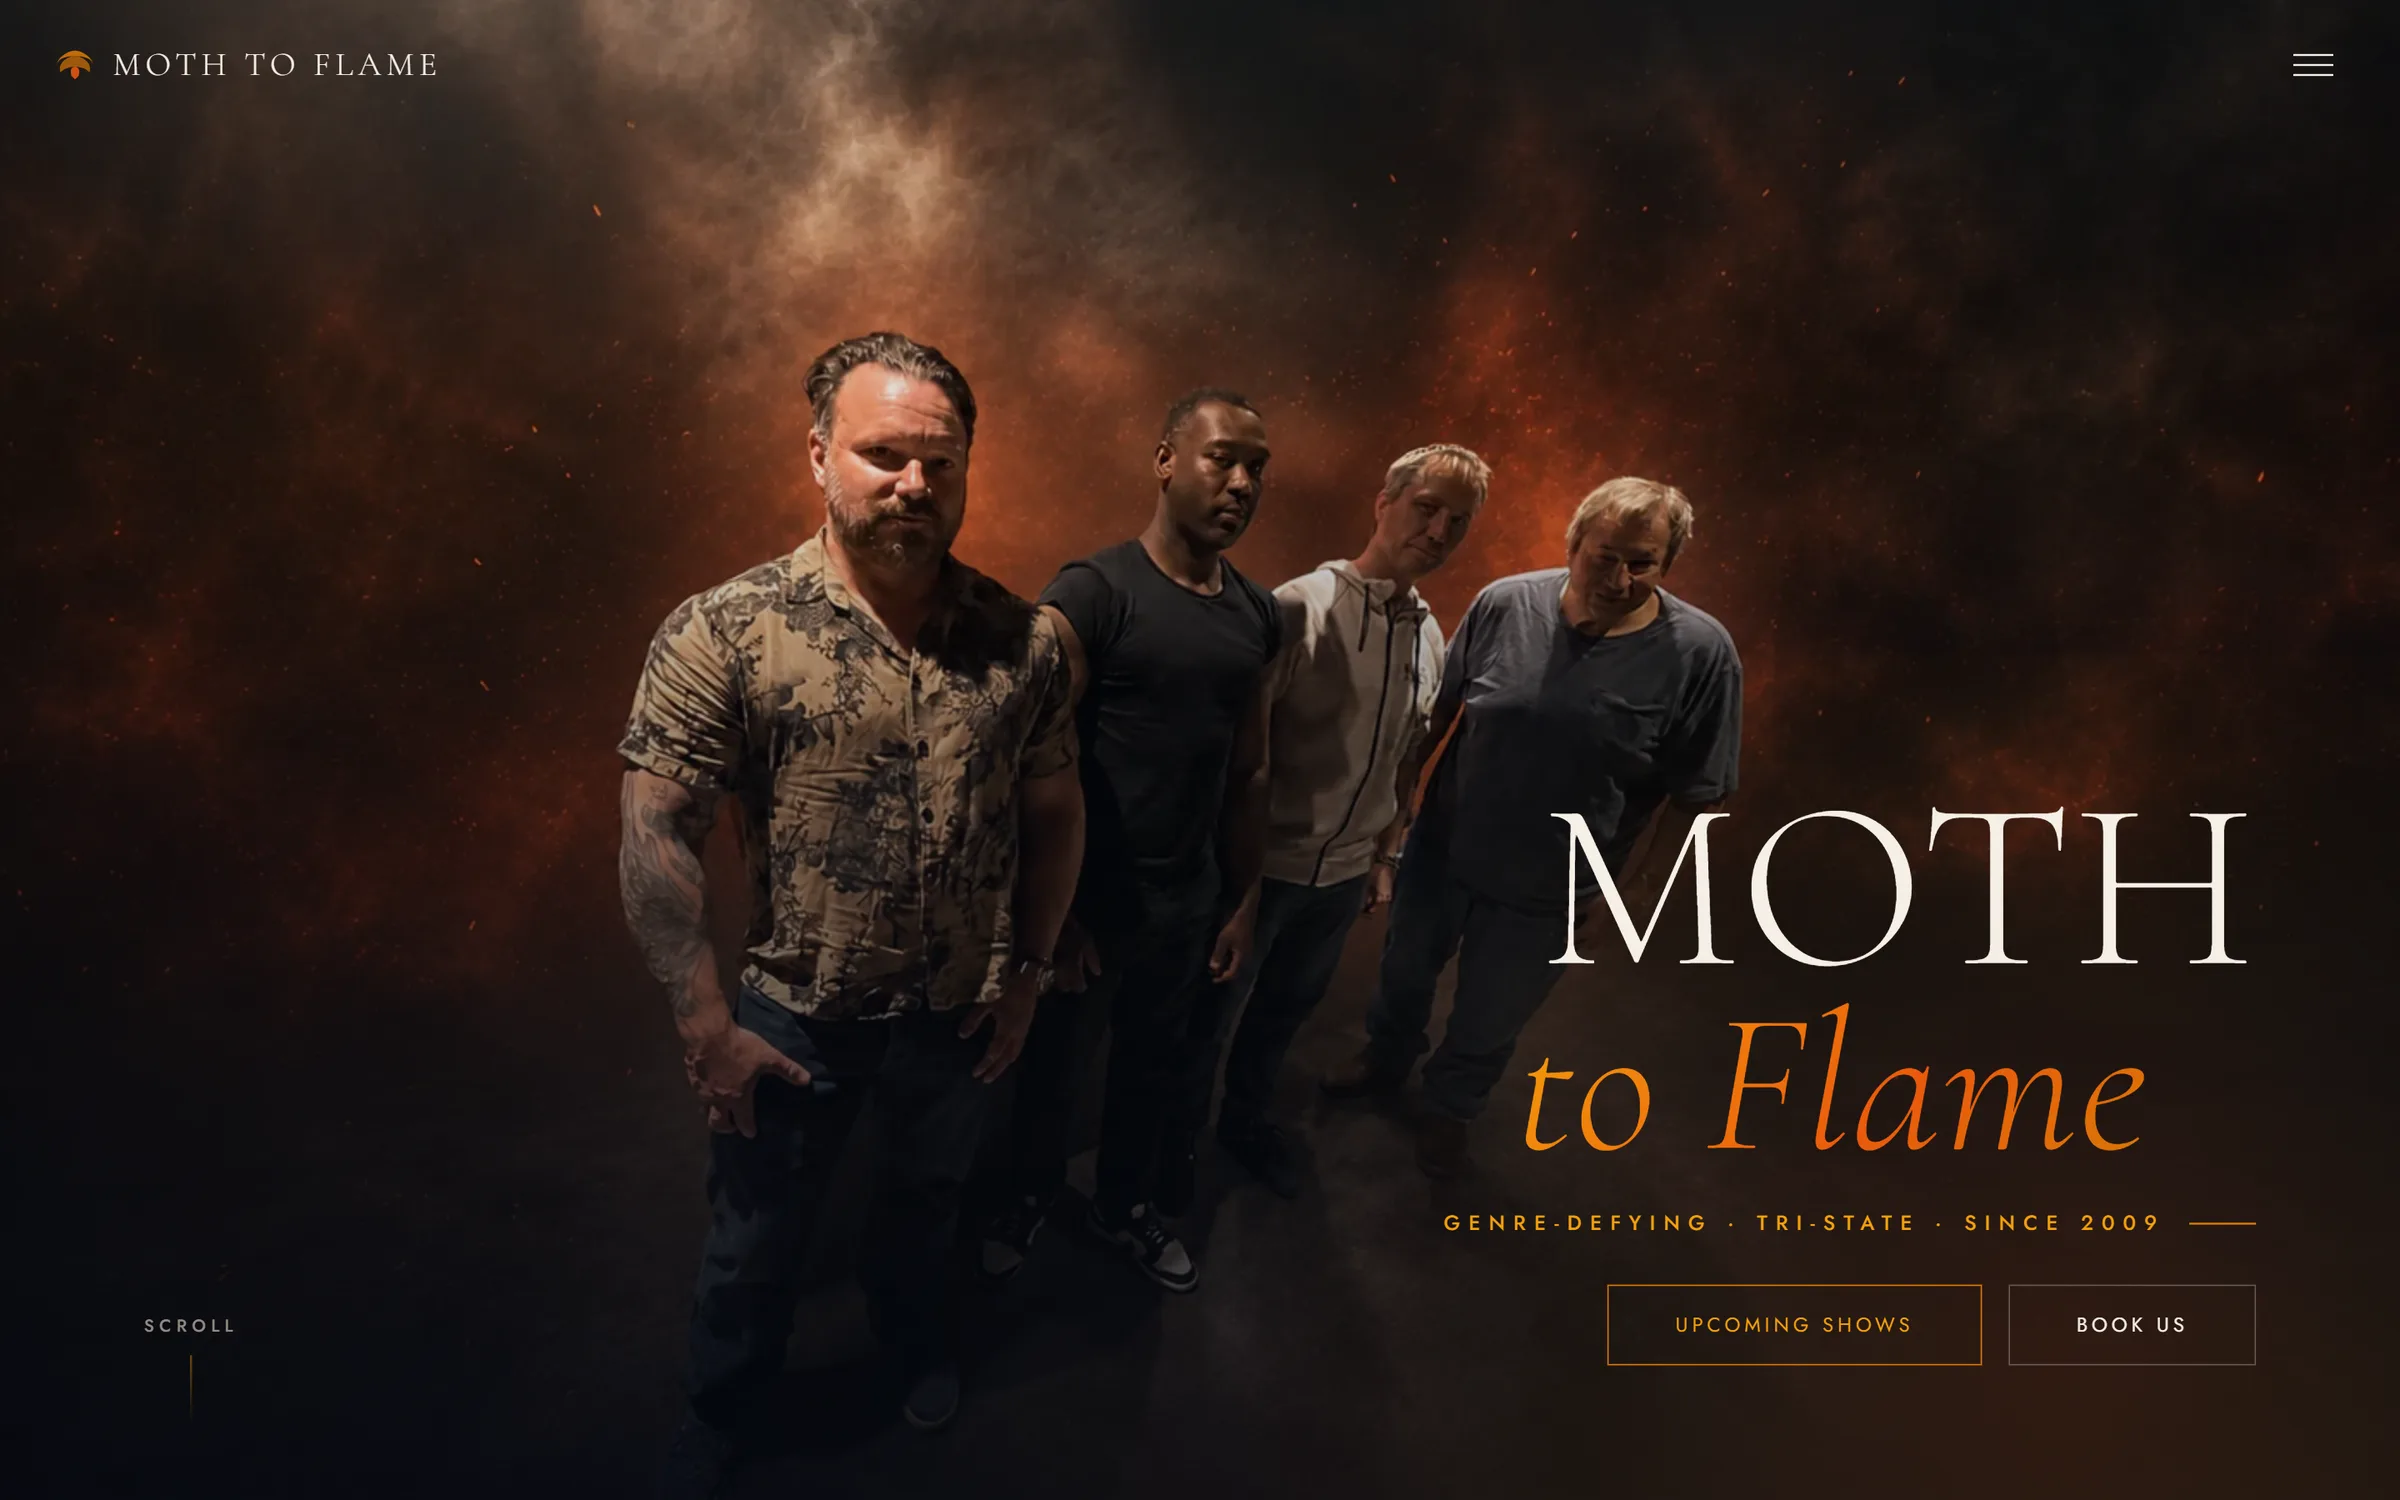 MOTH TO FLAME
MOTH
to Flame
GENRE-DEFYING · TRI-STATE · SINCE 2009
UPCOMING SHOWS
BOOK US
SCROLL